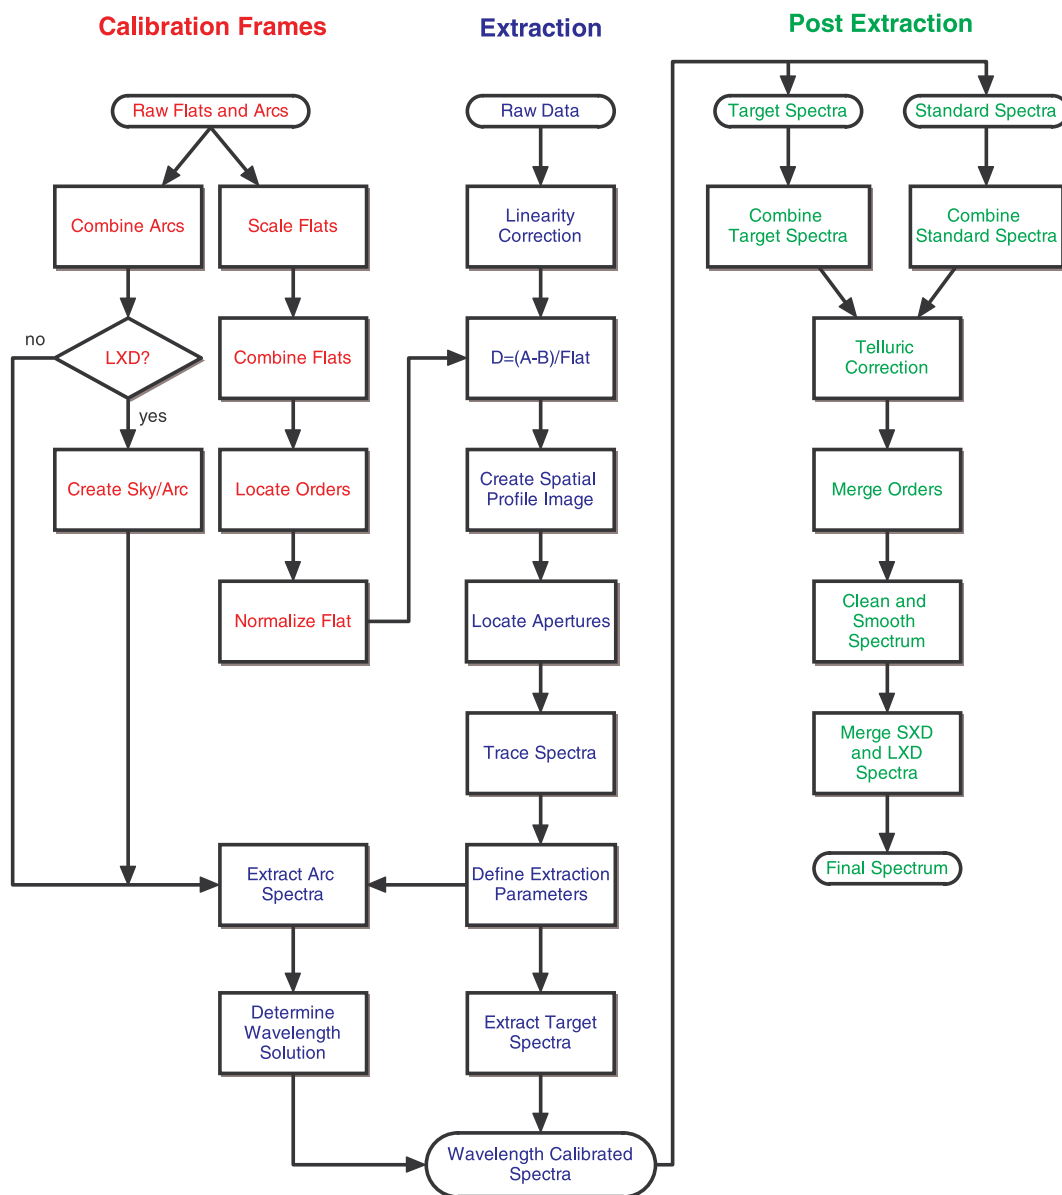 Calibration Frames
Raw Flats and Arcs
Combine Arcs
Scale Flats
no
LXD?
Combine Flats
yes
Create Sky/Arc
Locate Orders
Normalize Flat
Extraction
Raw Data
Linearity
Correction
D=(A-B)/Flat
Create Spatial
Profile Image
Locate Apertures
Trace Spectra
Extract Arc
Spectra
Define Extraction
Parameters
Determine
Wavelength
Solution
Extract Target
Spectra
Wavelength Calibrated
Spectra
Post Extraction
Target Spectra
Standard Spectra
Combine
Target Spectra
Combine
Standard Spectra
Telluric
Correction
Merge Orders
Clean and
Smooth
Spectrum
Merge SXD
and LXD
Spectra
Final Spectrum